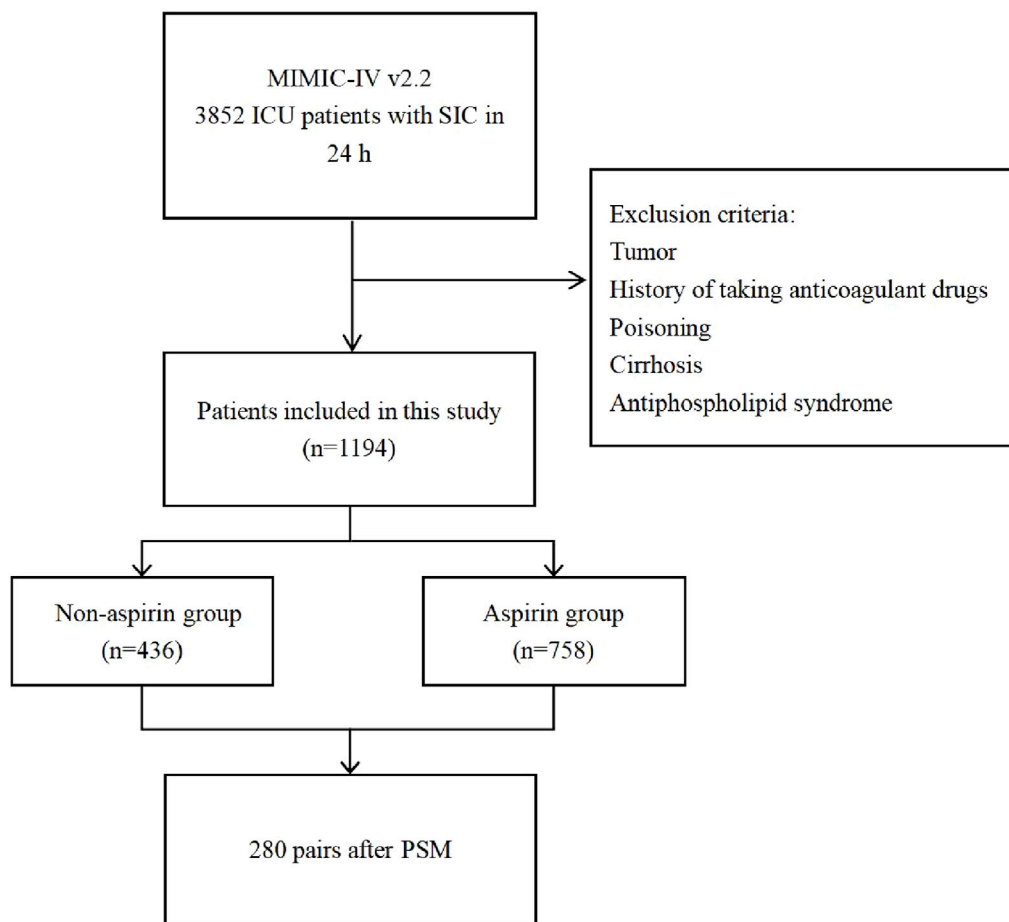 MIMIC-IV v2.2
3852 ICU patients with SIC in
24 h
Exclusion criteria:
Tumor
History of taking anticoagulant drugs
Poisoning
Cirrhosis
Antiphospholipid syndrome
Patients included in this study
(n=1194)
Non-aspirin group
(n=436)
Aspirin group
(n=758)
280 pairs after PSM